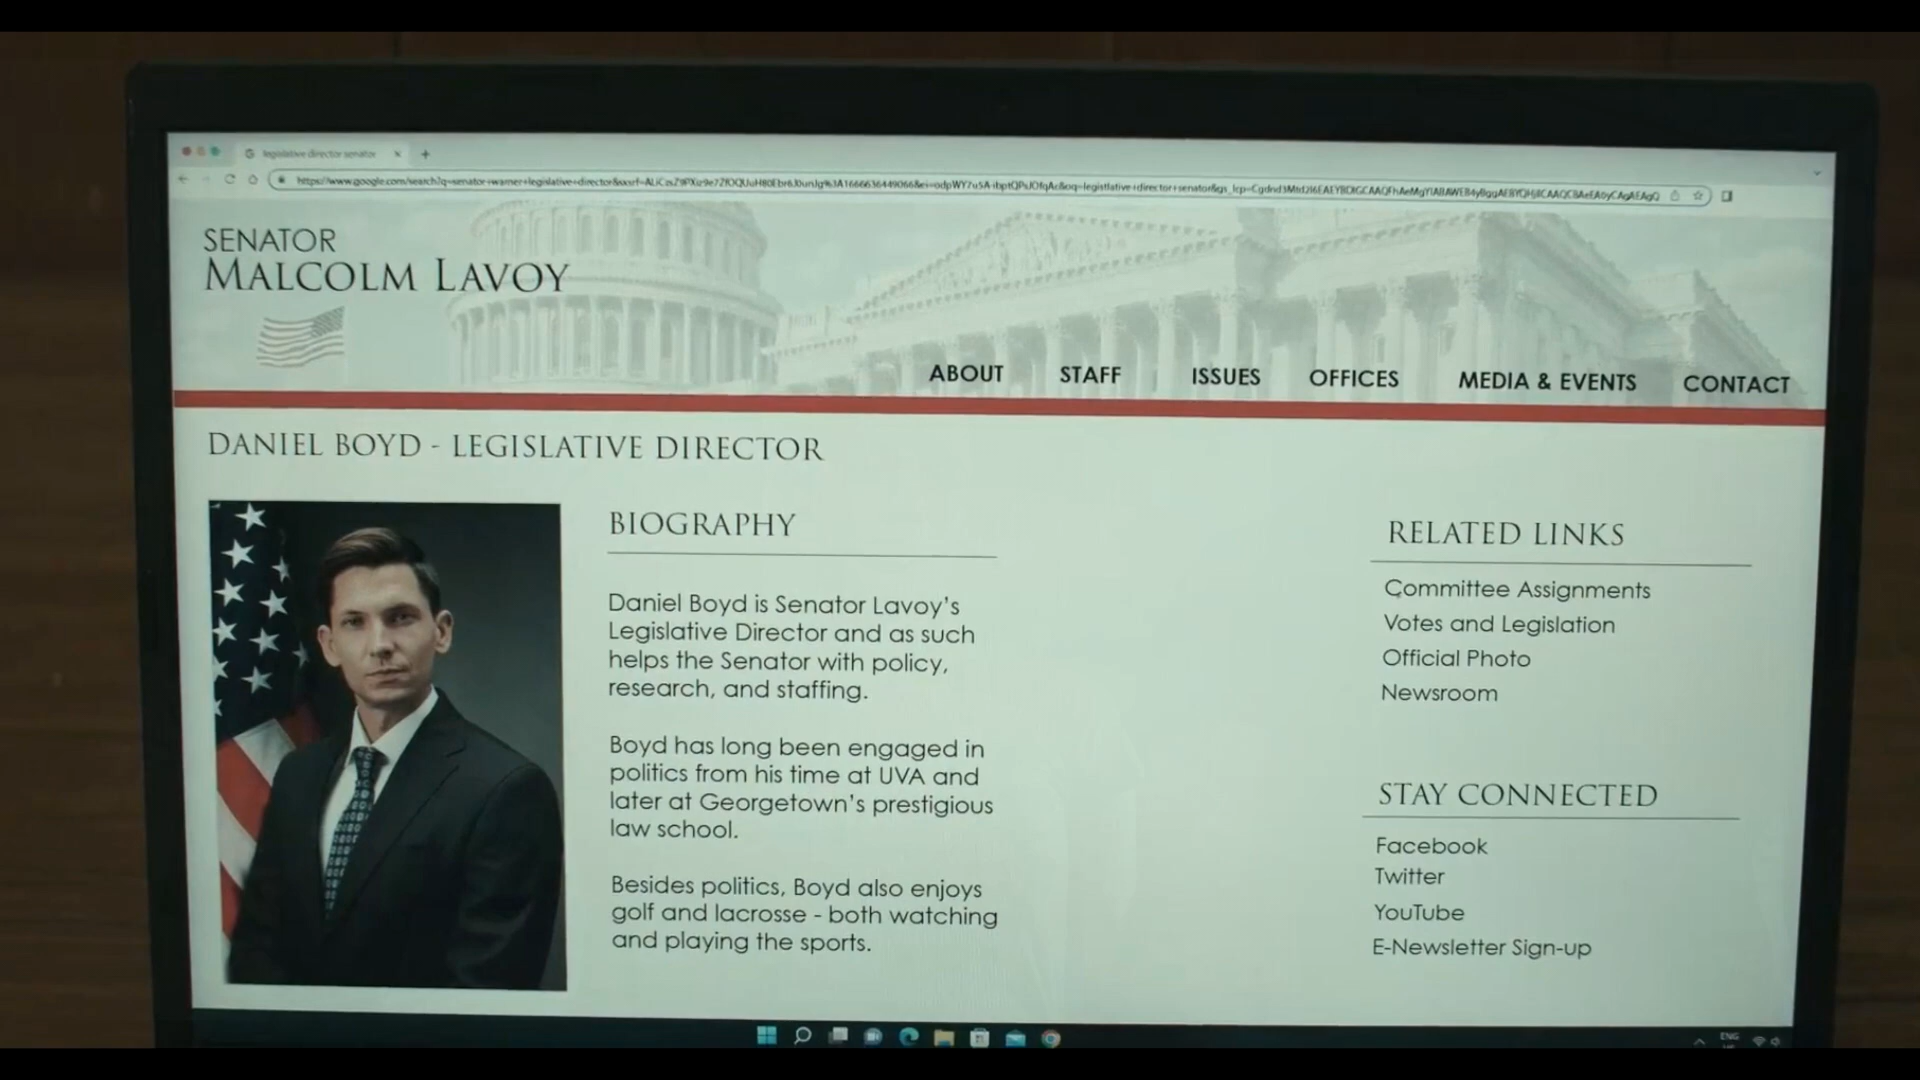 legislative director senator
SENATOR
MALCOLM LAVOY
ABOUT STAFF ISSUES OFFICES MEDIA & EVENTS CONTACT
DANIEL BOYD - LEGISLATIVE DIRECTOR
BIOGRAPHY
Daniel Boyd is Senator Lavoy's
Legislative Director and as such
helps the Senator with policy,
research, and staffing.
Boyd has long been engaged in
politics from his time at UVA and
later at Georgetown's prestigious
law school.
Besides politics, Boyd also enjoys
golf and lacrosse - both watching
and playing the sports.
RELATED LINKS
Committee Assignments
Votes and Legislation
Official Photo
Newsroom
STAY CONNECTED
Facebook
Twitter
YouTube
E-Newsletter Sign-up
ENG